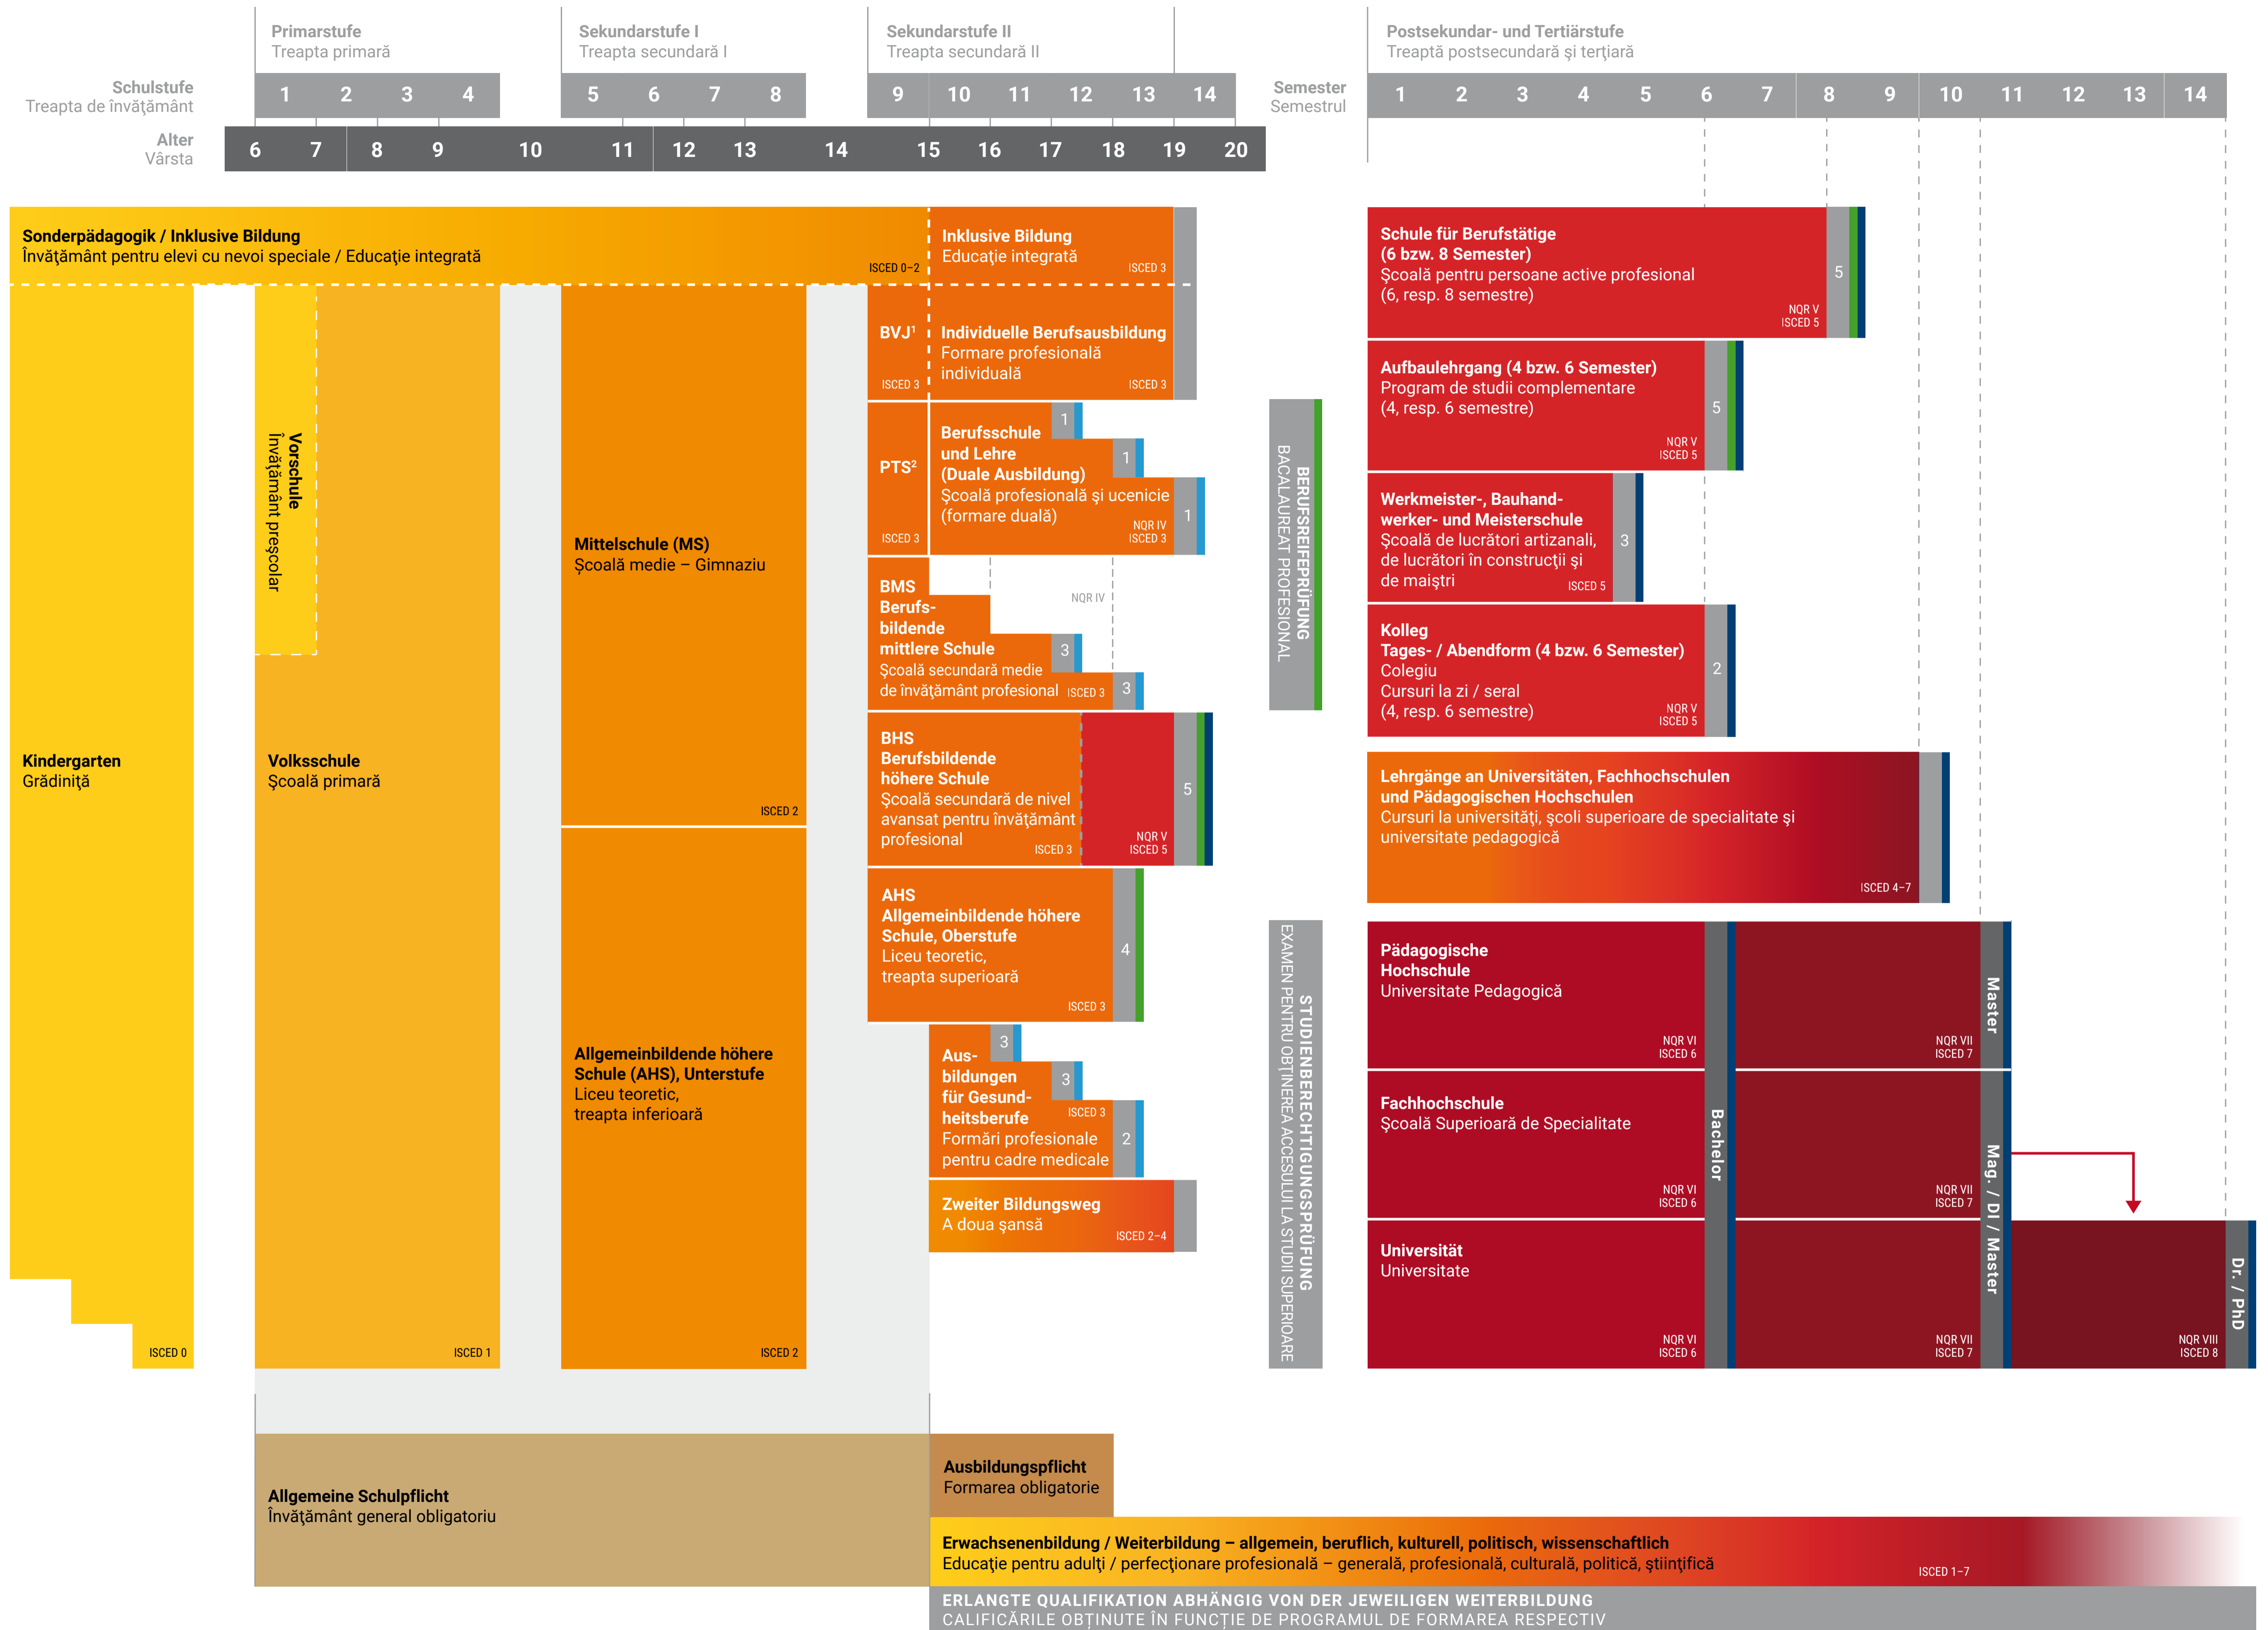 Primarstufe
Treapta primară
Sekundarstufe I
Treapta secundară I
Sekundarstufe II
Treapta secundară II
Postsekundar- und Tertiärstufe
Treaptă postsecundară şi terţiară
Schulstufe
Treapta de învăţământ
1 2 3 4 5 6 7 8 9 10 11 12 13 14
Semester
Semestrul
1 2 3 4 5 6 7 8 9 10 11 12 13 14
Alter
Vârsta
6 7 8 9 10 11 12 13 14 15 16 17 18 19 20
Sonderpädagogik / Inklusive Bildung
Învăţământ pentru elevi cu nevoi speciale / Educaţie integrată
ISCED 0–2
Inklusive Bildung
Educaţie integrată
ISCED 3
Kindergarten
Grădiniţă
ISCED 0
Vorschule
Învăţământ preşcolar
Volksschule
Şcoală primară
ISCED 1
Mittelschule (MS)
Școală medie – Gimnaziu
ISCED 2
Allgemeinbildende höhere
Schule (AHS), Unterstufe
Liceu teoretic,
treapta inferioară
ISCED 2
BVJ¹
ISCED 3
Individuelle Berufsausbildung
Formare profesională
individuală
ISCED 3
PTS²
ISCED 3
Berufsschule
und Lehre
(Duale Ausbildung)
Şcoală profesională şi ucenicie
(formare duală)
NQR IV
ISCED 3
1
1
1
BMS
Berufs-
bildende
mittlere Schule
Şcoală secundară medie
de învăţământ profesional
ISCED 3
NQR IV
3
3
BHS
Berufsbildende
höhere Schule
Şcoală secundară de nivel
avansat pentru învăţământ
profesional
ISCED 3
NQR V
ISCED 5
5
AHS
Allgemeinbildende höhere
Schule, Oberstufe
Liceu teoretic,
treapta superioară
ISCED 3
4
Aus-
bildungen
für Gesund-
heitsberufe
Formări profesionale
pentru cadre medicale
ISCED 3
3
3
2
Zweiter Bildungsweg
A doua şansă
ISCED 2–4
BERUFSREIFEPRÜFUNG
BACALAUREAT PROFESIONAL
STUDIENBERECHTIGUNGSPRÜFUNG
EXAMEN PENTRU OBŢINEREA ACCESULUI LA STUDII SUPERIOARE
Schule für Berufstätige
(6 bzw. 8 Semester)
Şcoală pentru persoane active profesional
(6, resp. 8 semestre)
NQR V
ISCED 5
5
Aufbaulehrgang (4 bzw. 6 Semester)
Program de studii complementare
(4, resp. 6 semestre)
NQR V
ISCED 5
5
Werkmeister-, Bauhand-
werker- und Meisterschule
Şcoală de lucrători artizanali,
de lucrători în construcţii şi
de maiştri
ISCED 5
3
Kolleg
Tages- / Abendform (4 bzw. 6 Semester)
Colegiu
Cursuri la zi / seral
(4, resp. 6 semestre)
NQR V
ISCED 5
2
Lehrgänge an Universitäten, Fachhochschulen
und Pädagogischen Hochschulen
Cursuri la universităţi, şcoli superioare de specialitate şi
universitate pedagogică
ISCED 4–7
Pädagogische
Hochschule
Universitate Pedagogică
NQR VI
ISCED 6
NQR VII
ISCED 7
Master
Fachhochschule
Şcoală Superioară de Specialitate
NQR VI
ISCED 6
Bachelor
NQR VII
ISCED 7
Mag. / DI / Master
Universität
Universitate
NQR VI
ISCED 6
NQR VII
ISCED 7
NQR VIII
ISCED 8
Dr. / PhD
Allgemeine Schulpflicht
Învăţământ general obligatoriu
Ausbildungspflicht
Formarea obligatorie
Erwachsenenbildung / Weiterbildung – allgemein, beruflich, kulturell, politisch, wissenschaftlich
Educaţie pentru adulţi / perfecţionare profesională – generală, profesională, culturală, politică, ştiinţifică
ISCED 1–7
ERLANGTE QUALIFIKATION ABHÄNGIG VON DER JEWEILIGEN WEITERBILDUNG
CALIFICĂRILE OBȚINUTE ÎN FUNCȚIE DE PROGRAMUL DE FORMAREA RESPECTIV